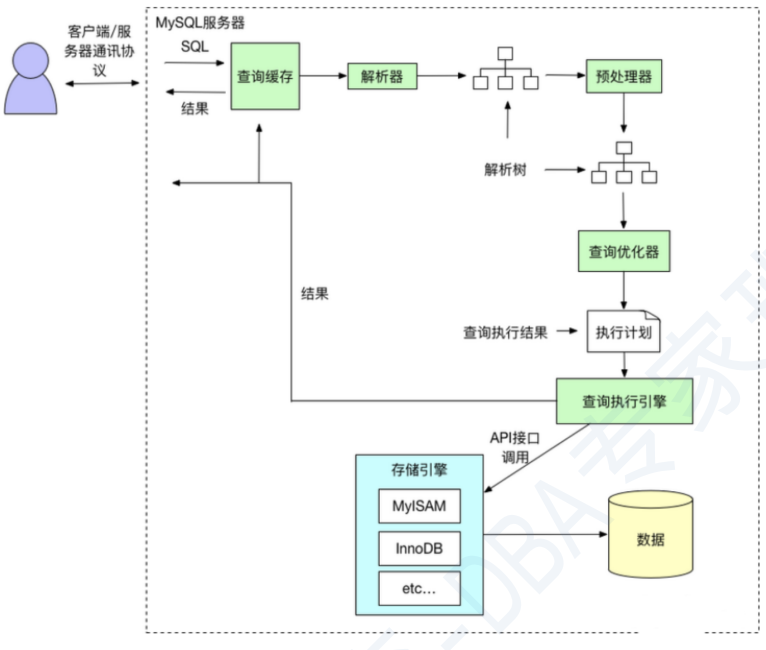 MySQL服务器
客户端/服
务器通讯协
议
SQL
结果
查询缓存
解析器
预处理器
解析树
查询优化器
结果
查询执行结果
执行计划
查询执行引擎
API接口
调用
存储引擎
MyISAM
InnoDB
etc...
数据
-DBA专家